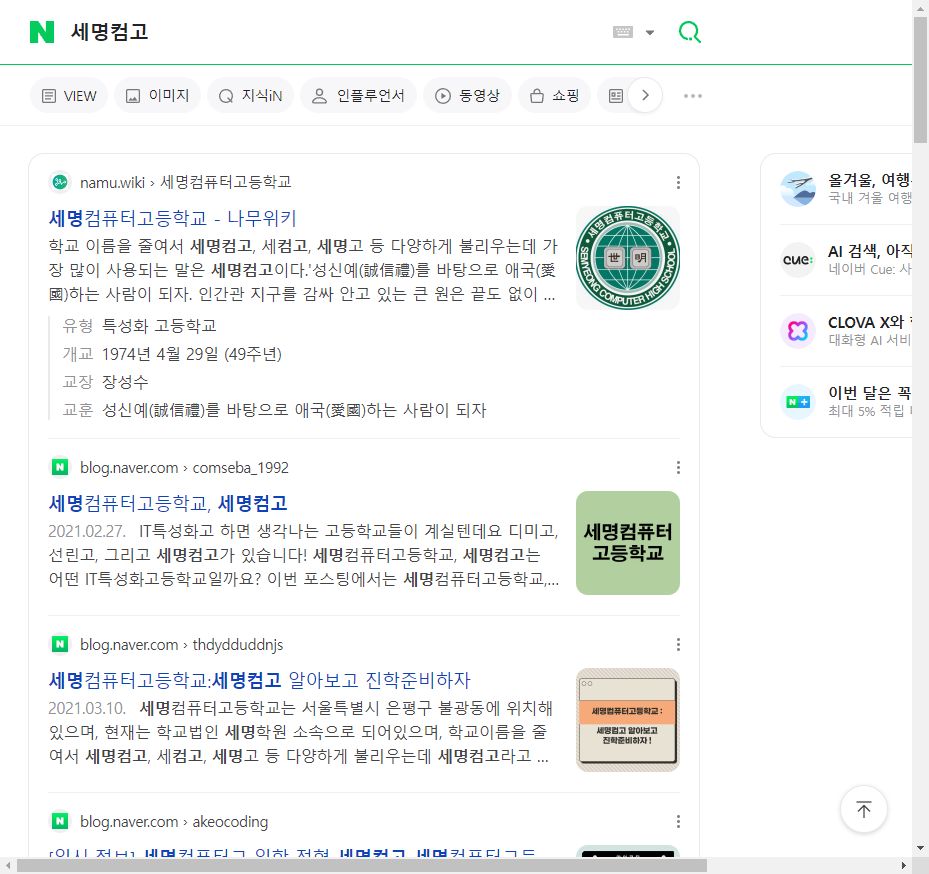 세명컴고
VIEW
이미지
지식iN
인플루언서
동영상
쇼핑
namu.wiki › 세명컴퓨터고등학교
세명컴퓨터고등학교 - 나무위키
학교 이름을 줄여서 세명컴고, 세컴고, 세명고 등 다양하게 불리우는데 가
장 많이 사용되는 말은 세명컴고이다.'성신예(誠信禮)를 바탕으로 애국(愛
國)하는 사람이 되자. 인간관 지구를 감싸 안고 있는 큰 원은 끝도 없이 ...
세명컴퓨터고등학교
世 明
SEMYEONG COMPUTER HIGH SCHOOL
유형 특성화 고등학교
개교 1974년 4월 29일 (49주년)
교장 장성수
교훈 성신예(誠信禮)를 바탕으로 애국(愛國)하는 사람이 되자
blog.naver.com › comseba_1992
세명컴퓨터고등학교, 세명컴고
2021.02.27. IT특성화고 하면 생각나는 고등학교들이 계실텐데요 디미고,
선린고, 그리고 세명컴고가 있습니다! 세명컴퓨터고등학교, 세명컴고는
어떤 IT특성화고등학교일까요? 이번 포스팅에서는 세명컴퓨터고등학교,...
세명컴퓨터
고등학교
blog.naver.com › thdydduddnjs
세명컴퓨터고등학교:세명컴고 알아보고 진학준비하자
2021.03.10. 세명컴퓨터고등학교는 서울특별시 은평구 불광동에 위치해
있으며, 현재는 학교법인 세명학원 소속으로 되어있으며, 학교이름을 줄
여서 세명컴고, 세컴고, 세명고 등 다양하게 불리우는데 세명컴고라고 ...
세명컴퓨터고등학교 :
세명컴고 알아보고
진학준비하자 !
blog.naver.com › akeocoding
올겨울, 여행
국내 겨울 여행
AI 검색, 아직
네이버 Cue: 사
cue:
CLOVA X와
대화형 AI 서비
이번 달은 꼭
최대 5% 적립